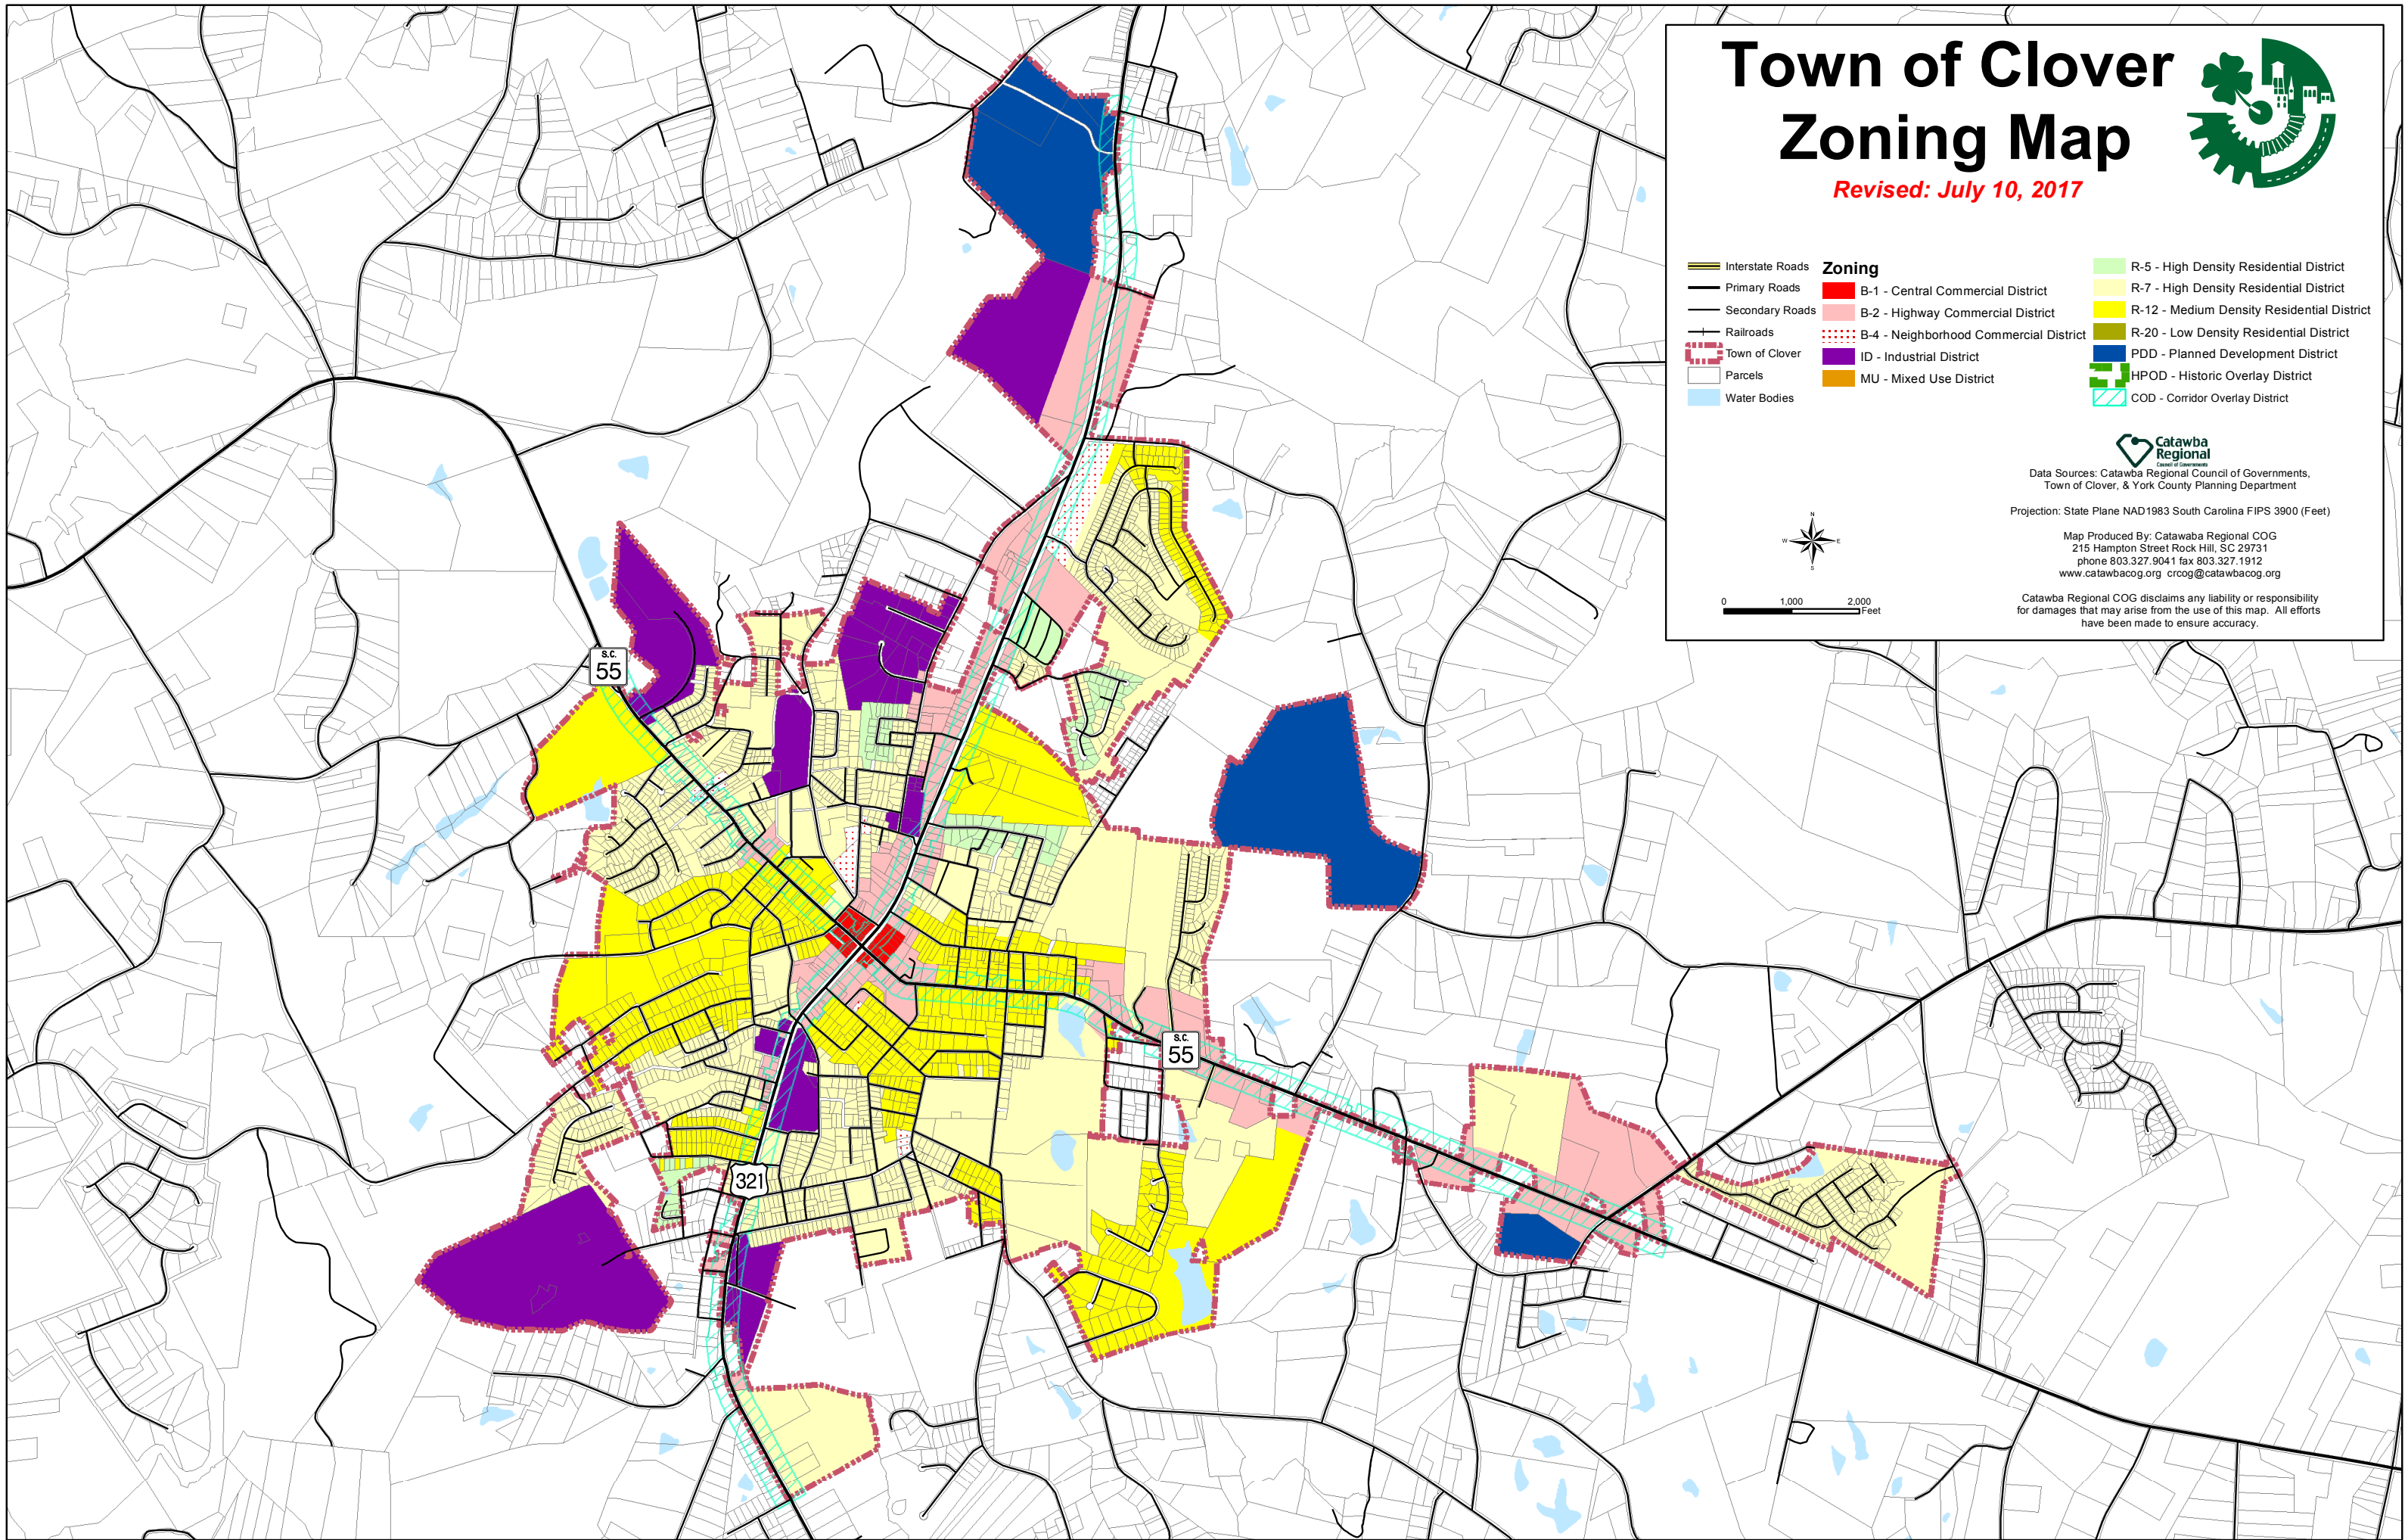 Town of Clover
Zoning Map
Revised: July 10, 2017
Interstate Roads
Primary Roads
Secondary Roads
Railroads
Town of Clover
Parcels
Water Bodies
Zoning
B-1 - Central Commercial District
B-2 - Highway Commercial District
B-4 - Neighborhood Commercial District
ID - Industrial District
MU - Mixed Use District
R-5 - High Density Residential District
R-7 - High Density Residential District
R-12 - Medium Density Residential District
R-20 - Low Density Residential District
PDD - Planned Development District
HPOD - Historic Overlay District
COD - Corridor Overlay District
Catawba
Regional
Council of Governments
Data Sources: Catawba Regional Council of Governments,
Town of Clover, & York County Planning Department
Projection: State Plane NAD1983 South Carolina FIPS 3900 (Feet)
Map Produced By: Catawaba Regional COG
215 Hampton Street Rock Hill, SC 29731
phone 803.327.9041 fax 803.327.1912
www.catawbacog.org crcog@catawbacog.org
Catawba Regional COG disclaims any liability or responsibility
for damages that may arise from the use of this map. All efforts
have been made to ensure accuracy.
N
W E
S
0 1,000 2,000
Feet
S.C.
55
S.C.
55
321